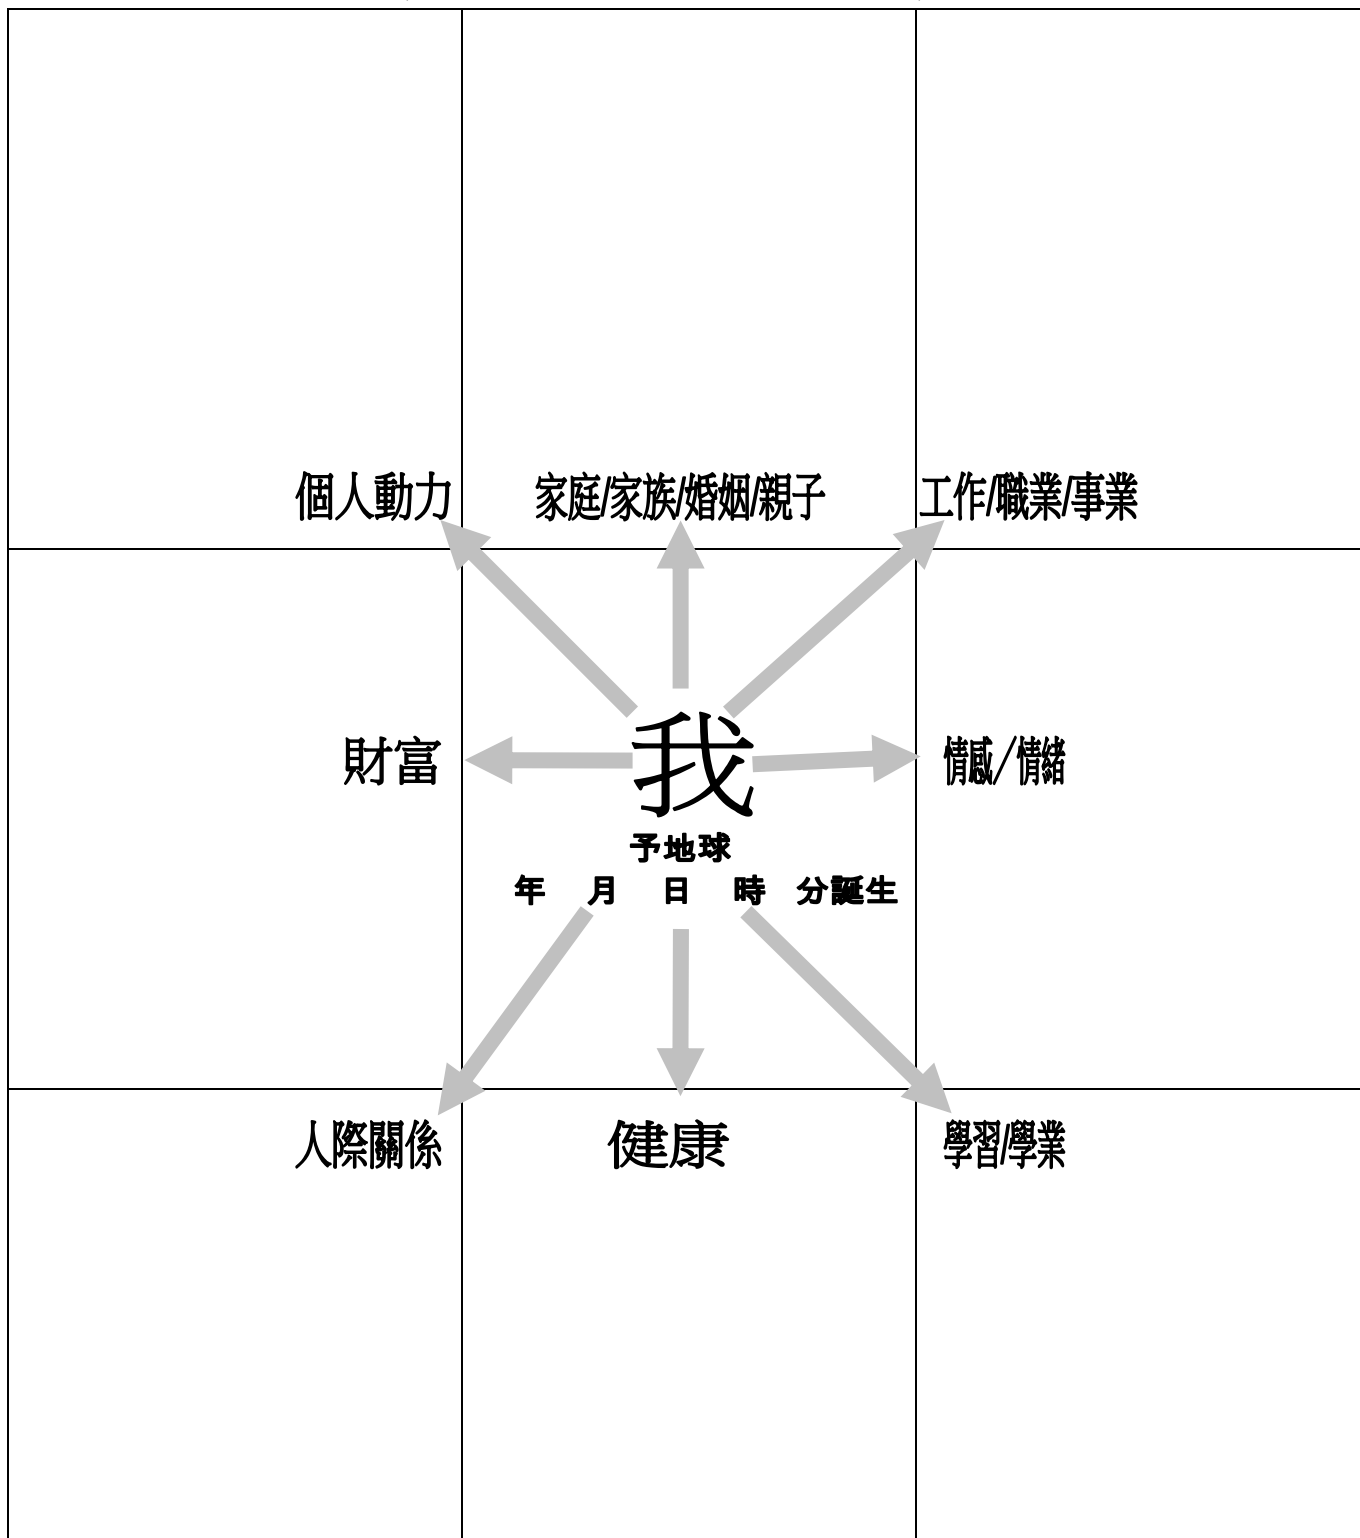 個人動力
家庭/家族/婚姻/親子
工作/職業/事業
財富
我
情感／情緒
予地球
年 月 日 時 分誕生
人際關係
健康
學習/學業